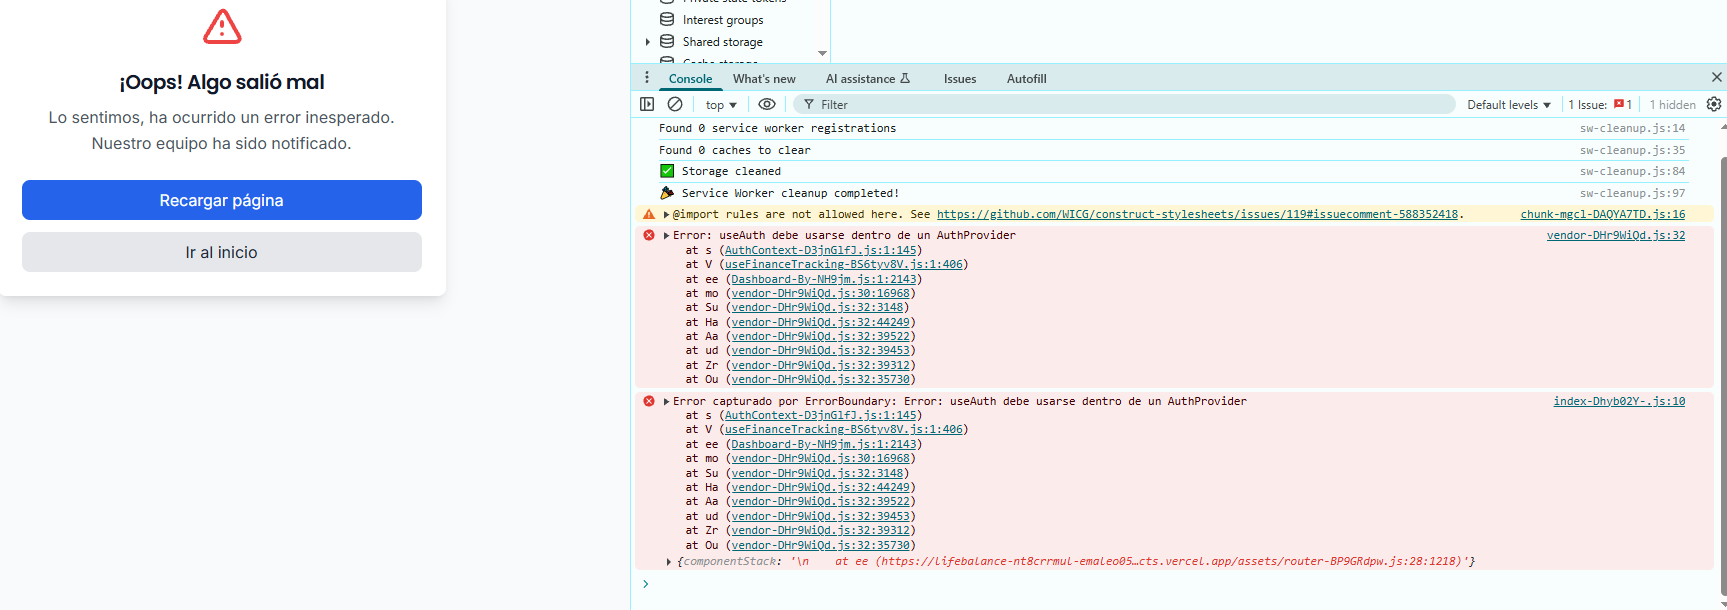 ¡Oops! Algo salió mal
Lo sentimos, ha ocurrido un error inesperado.
Nuestro equipo ha sido notificado.
Recargar página
Ir al inicio
Private state tokens
Interest groups
Shared storage
Cache storage
Console What's new AI assistance Issues Autofill
top Filter Default levels 1 Issue: 1 1 hidden
Found 0 service worker registrations sw-cleanup.js:14
Found 0 caches to clear sw-cleanup.js:35
✅ Storage cleaned sw-cleanup.js:84
🎉 Service Worker cleanup completed! sw-cleanup.js:97
@import rules are not allowed here. See https://github.com/WICG/construct-stylesheets/issues/119#issuecomment-588352418. chunk-mgcl-DAQYA7TD.js:16
Error: useAuth debe usarse dentro de un AuthProvider vendor-DHr9WiQd.js:32
at s (AuthContext-D3jnGlfJ.js:1:145)
at V (useFinanceTracking-BS6tyv8V.js:1:406)
at ee (Dashboard-By-NH9jm.js:1:2143)
at mo (vendor-DHr9WiQd.js:30:16968)
at Su (vendor-DHr9WiQd.js:32:3148)
at Ha (vendor-DHr9WiQd.js:32:44249)
at Aa (vendor-DHr9WiQd.js:32:39522)
at ud (vendor-DHr9WiQd.js:32:39453)
at Zr (vendor-DHr9WiQd.js:32:39312)
at Ou (vendor-DHr9WiQd.js:32:35730)
Error capturado por ErrorBoundary: Error: useAuth debe usarse dentro de un AuthProvider index-Dhyb02Y-.js:10
at s (AuthContext-D3jnGlfJ.js:1:145)
at V (useFinanceTracking-BS6tyv8V.js:1:406)
at ee (Dashboard-By-NH9jm.js:1:2143)
at mo (vendor-DHr9WiQd.js:30:16968)
at Su (vendor-DHr9WiQd.js:32:3148)
at Ha (vendor-DHr9WiQd.js:32:44249)
at Aa (vendor-DHr9WiQd.js:32:39522)
at ud (vendor-DHr9WiQd.js:32:39453)
at Zr (vendor-DHr9WiQd.js:32:39312)
at Ou (vendor-DHr9WiQd.js:32:35730)
{componentStack: '\n    at ee (https://lifebalance-nt8crrmul-emaleo05…cts.vercel.app/assets/router-BP9GRdpw.js:28:1218)'}